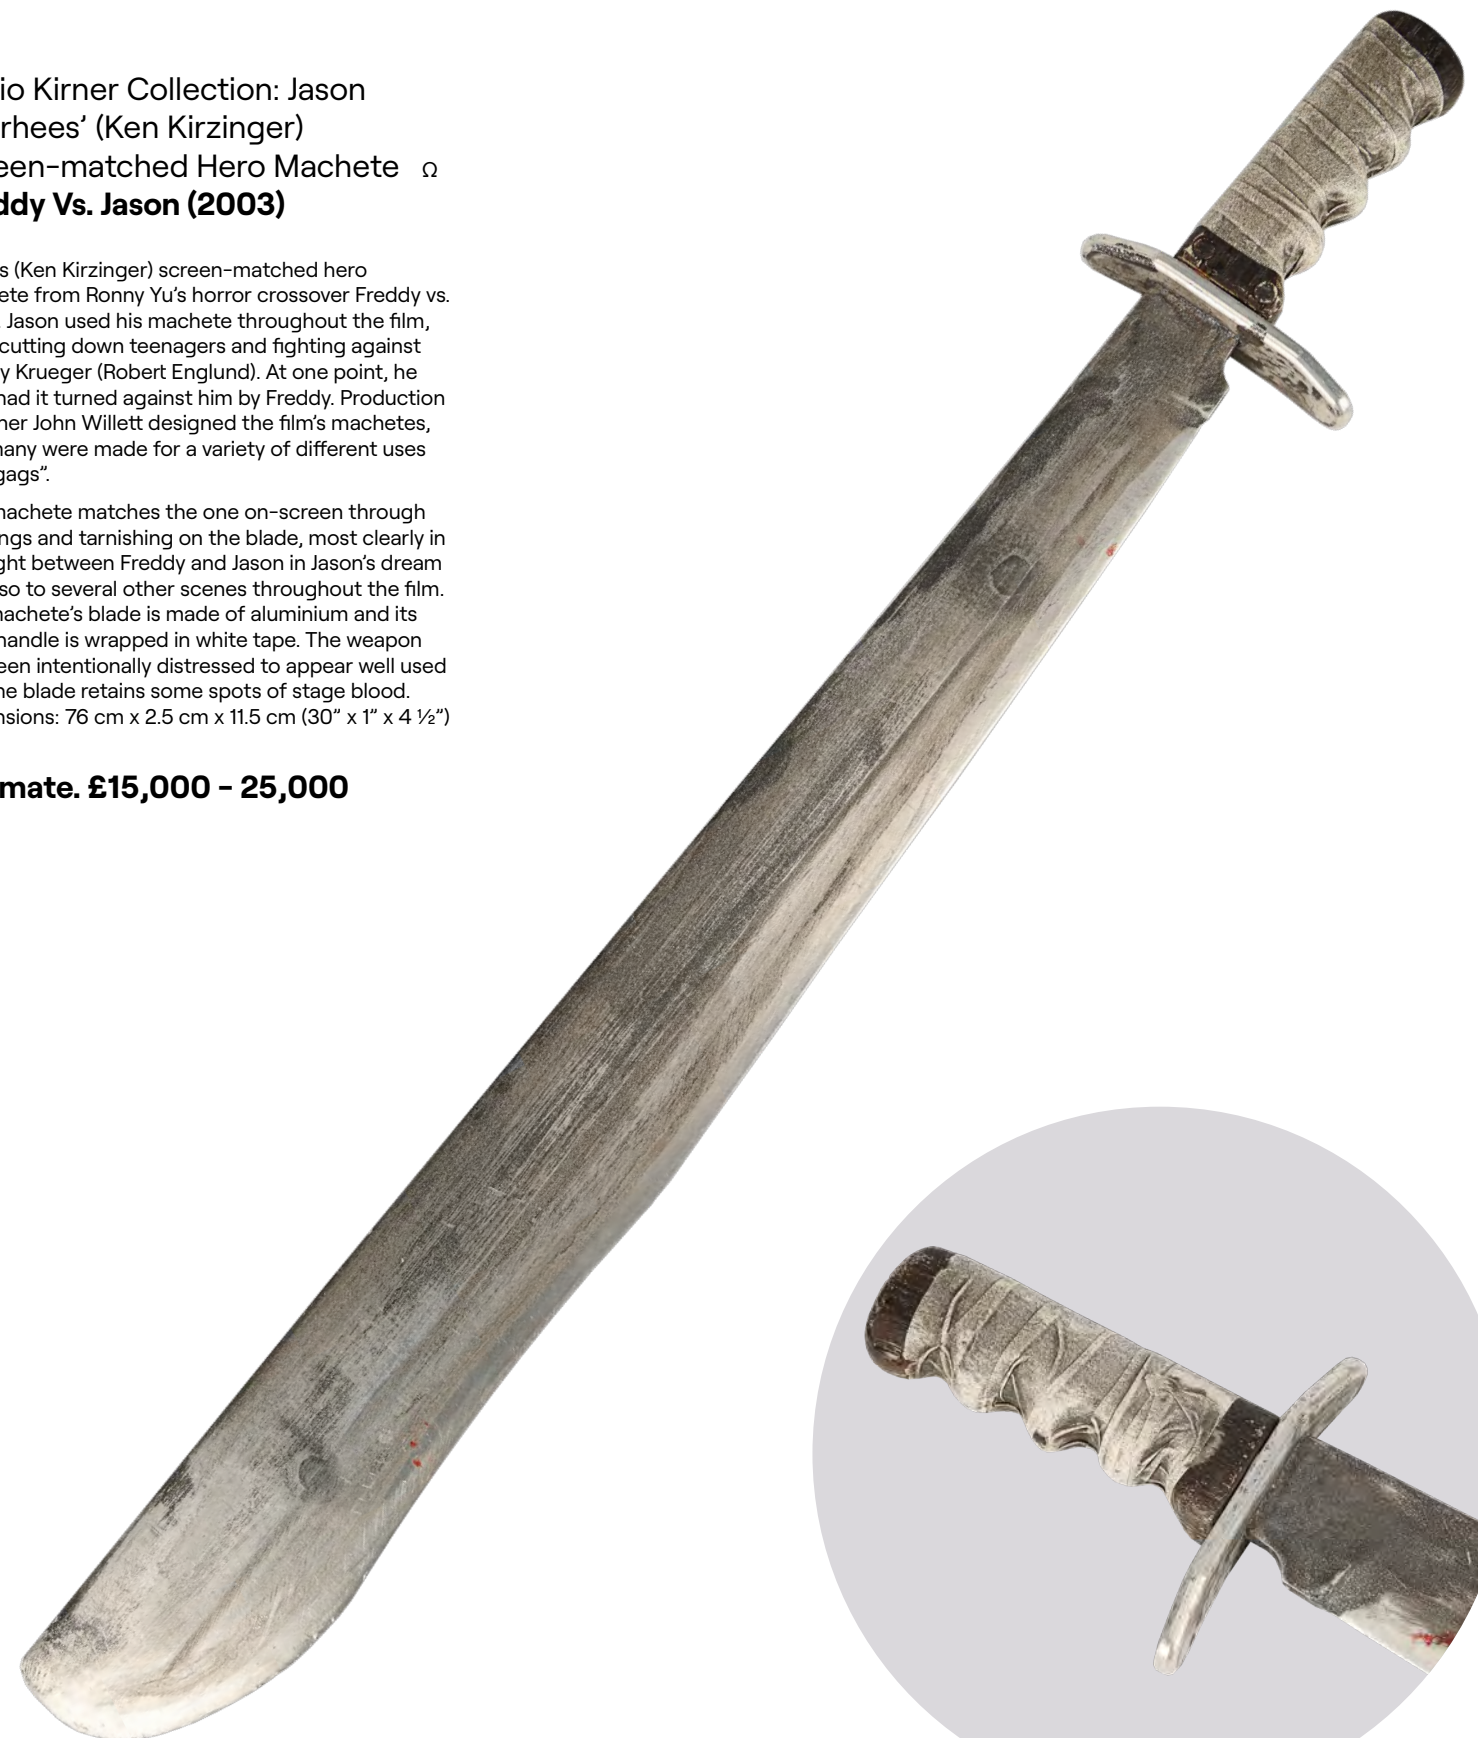 io Kirner Collection: Jason
rhees’ (Ken Kirzinger)
een-matched Hero Machete Ω
ddy Vs. Jason (2003)
s (Ken Kirzinger) screen-matched hero
ete from Ronny Yu’s horror crossover Freddy vs.
. Jason used his machete throughout the film,
cutting down teenagers and fighting against
y Krueger (Robert Englund). At one point, he
had it turned against him by Freddy. Production
ner John Willett designed the film’s machetes,
many were made for a variety of different uses
gags”.
machete matches the one on-screen through
ngs and tarnishing on the blade, most clearly in
ght between Freddy and Jason in Jason’s dream
so to several other scenes throughout the film.
machete’s blade is made of aluminium and its
handle is wrapped in white tape. The weapon
een intentionally distressed to appear well used
ne blade retains some spots of stage blood.
nsions: 76 cm x 2.5 cm x 11.5 cm (30” x 1” x 4 ½”)
mate. £15,000 - 25,000